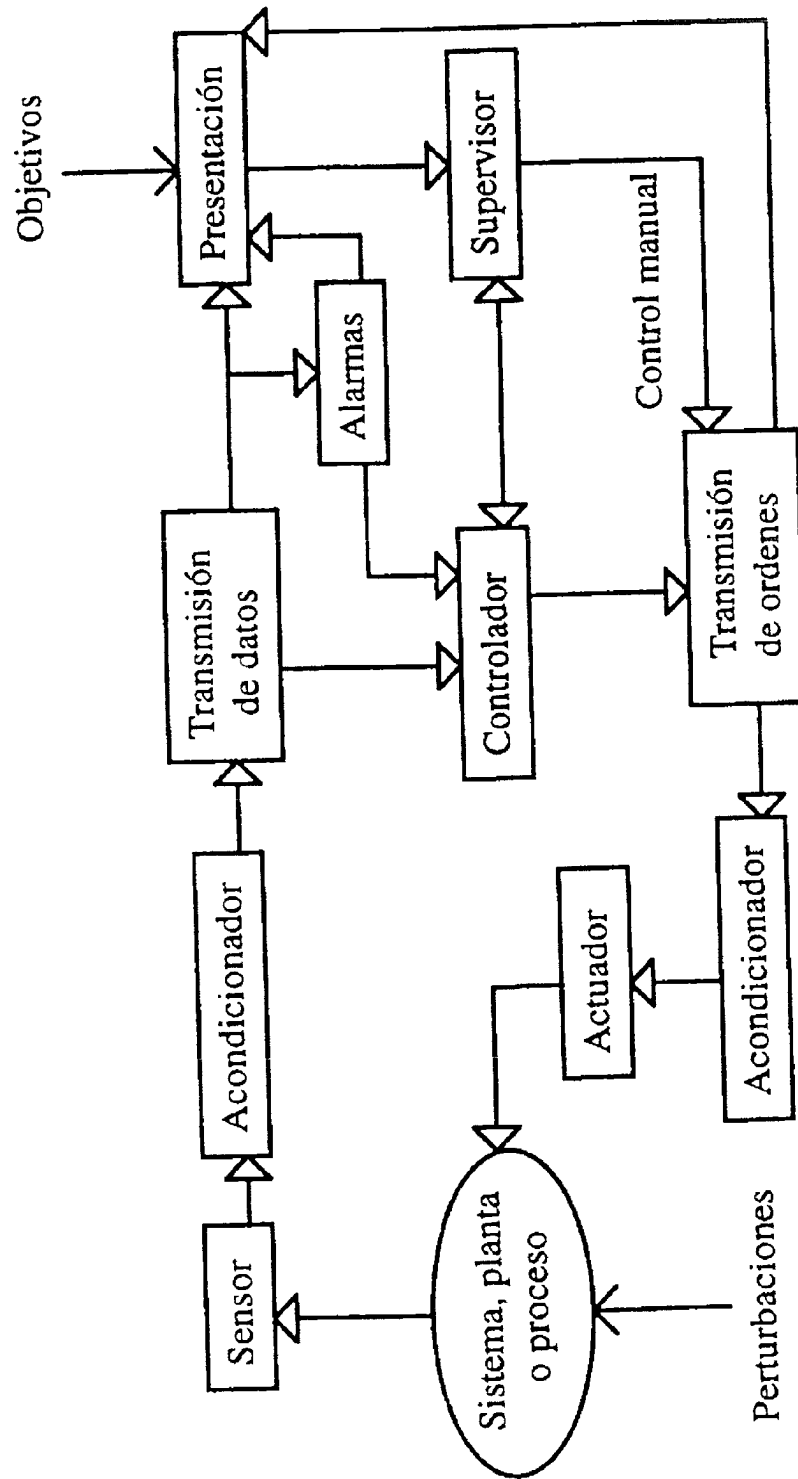 Objetivos
Presentación
Alarmas
Supervisor
Transmisión
de datos
Controlador
Control manual
Transmisión
de ordenes
Acondicionador
Sensor
Actuador
Acondicionador
Sistema, planta
o proceso
Perturbaciones